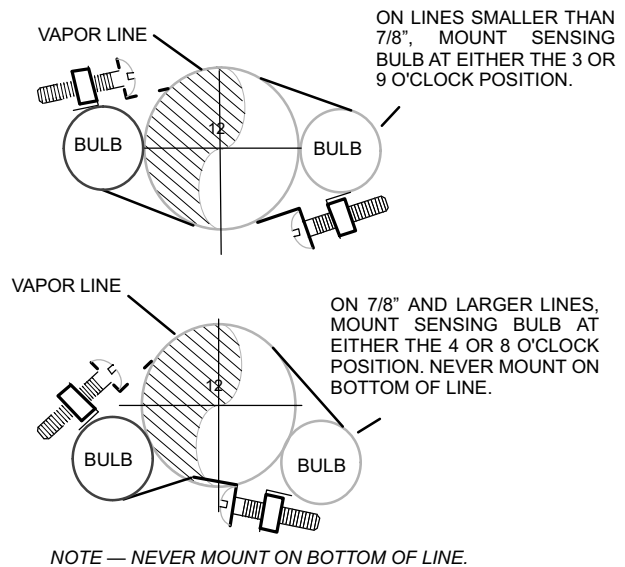 VAPOR LINE
ON LINES SMALLER THAN
7/8”, MOUNT SENSING
BULB AT EITHER THE 3 OR
9 O'CLOCK POSITION.
12
BULB
BULB
VAPOR LINE
ON 7/8” AND LARGER LINES,
MOUNT SENSING BULB AT
EITHER THE 4 OR 8 O'CLOCK
POSITION. NEVER MOUNT ON
BOTTOM OF LINE.
12
BULB
BULB
NOTE — NEVER MOUNT ON BOTTOM OF LINE.